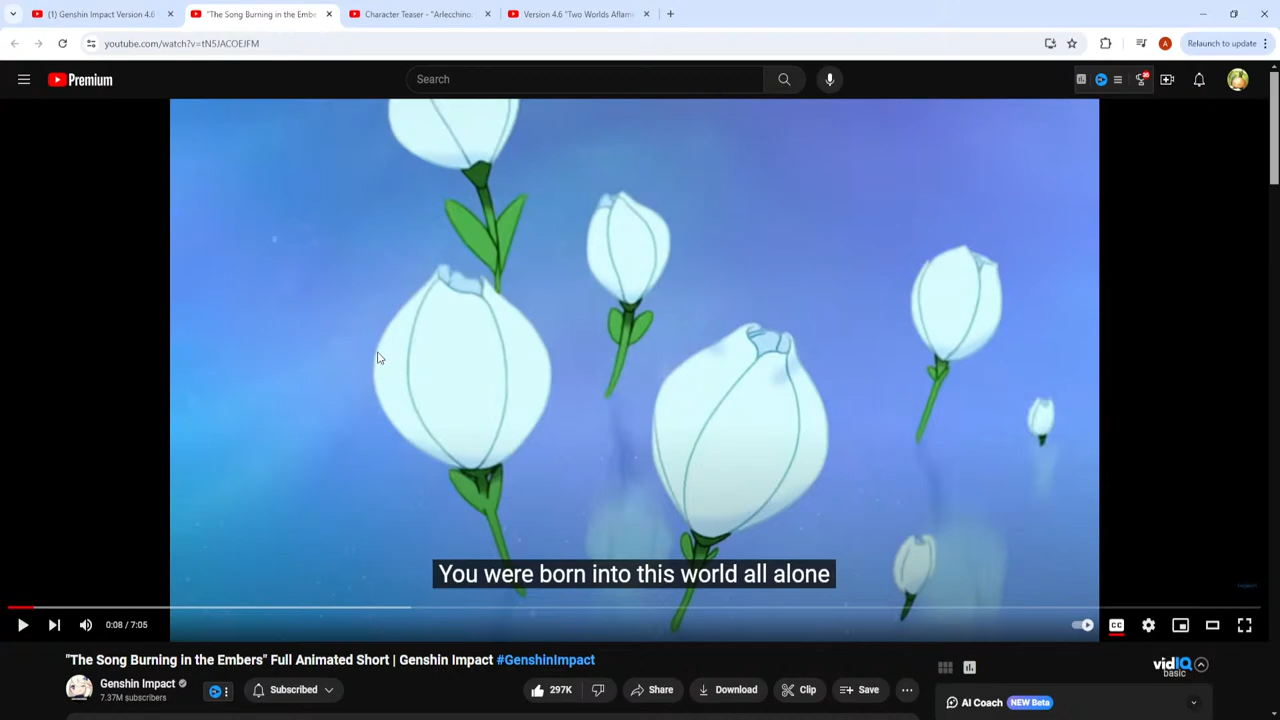 (1) Genshin Impact Version 4.6
"The Song Burning in the Embe
Character Teaser - "Arlecchino:
Version 4.6 "Two Worlds Aflam
youtube.com/watch?v=tN5JACOEJFM
Relaunch to update
Premium
Search
You were born into this world all alone
0:08 / 7:05
CC
"The Song Burning in the Embers" Full Animated Short | Genshin Impact #GenshinImpact
Genshin Impact
7.37M subscribers
Subscribed
297K
Share
Download
Clip
Save
vidIQ
basic
AI Coach NEW Beta